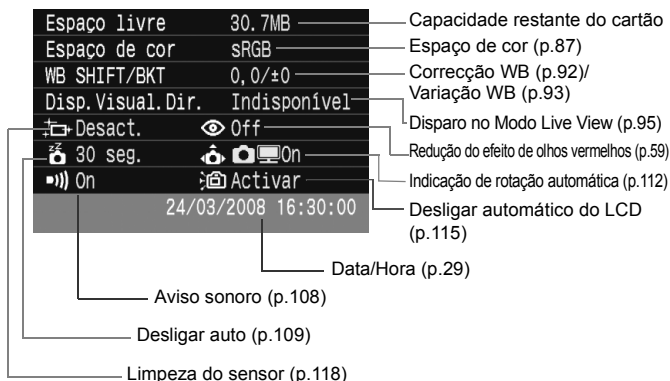 Espaço livre 30.7MB
Espaço de cor sRGB
WB SHIFT/BKT 0,0/±0
Disp.Visual.Dir. Indisponível
Desact. Off
zZ 30 seg. On
On Activar
24/03/2008 16:30:00
Capacidade restante do cartão
Espaço de cor (p.87)
Correcção WB (p.92)/
Variação WB (p.93)
Disparo no Modo Live View (p.95)
Redução do efeito de olhos vermelhos (p.59)
Indicação de rotação automática (p.112)
Desligar automático do LCD
(p.115)
Data/Hora (p.29)
Aviso sonoro (p.108)
Desligar auto (p.109)
Limpeza do sensor (p.118)